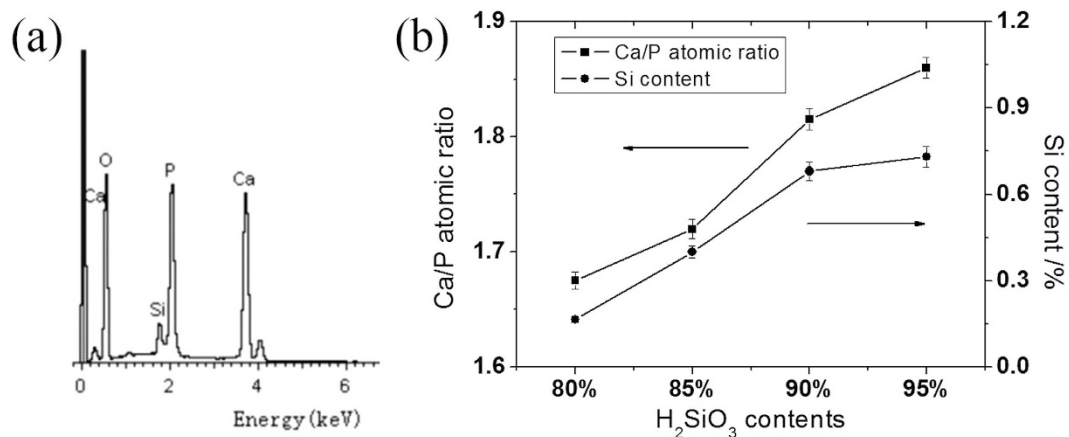 (a)
O
Ca
P
Ca
Si
0
2
4
6
Energy(keV)
(b)
1.9
1.8
1.7
1.6
Ca/P atomic ratio
Ca/P atomic ratio
Si content
1.2
0.9
0.6
0.3
0.0
Si content /%
80%
85%
90%
95%
H₂SiO₃ contents